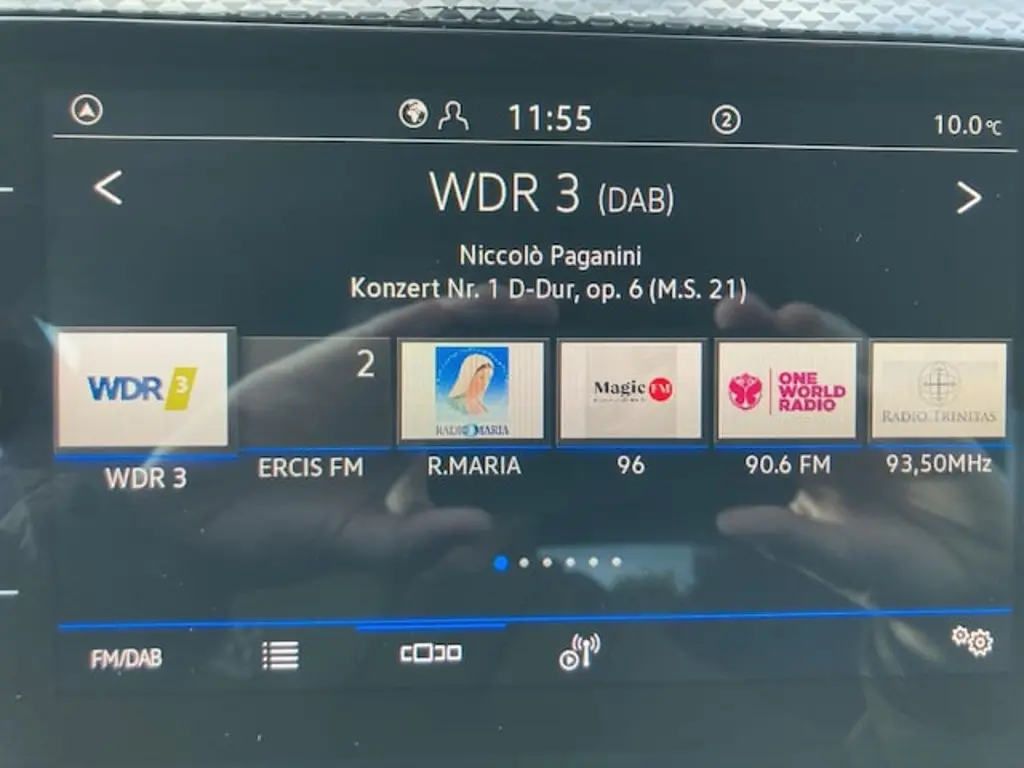 11:55
2
10.0°C
<
WDR 3 (DAB)
>
Niccolò Paganini
Konzert Nr. 1 D-Dur, op. 6 (M.S. 21)
WDR 3
2
RADIO MARIA
Magic FM
ONE
WORLD
RADIO
RADIO TRINITAS
WDR 3
ERCIS FM
R.MARIA
96
90.6 FM
93,50MHz
FM/DAB